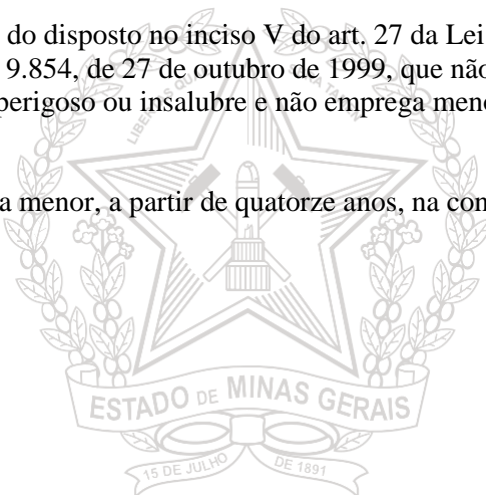 do disposto no inciso V do art. 27 da Lei
9.854, de 27 de outubro de 1999, que não
perigoso ou insalubre e não emprega meno
a menor, a partir de quatorze anos, na con
ESTADO DE MINAS GERAIS
15 DE JULHO DE 1891